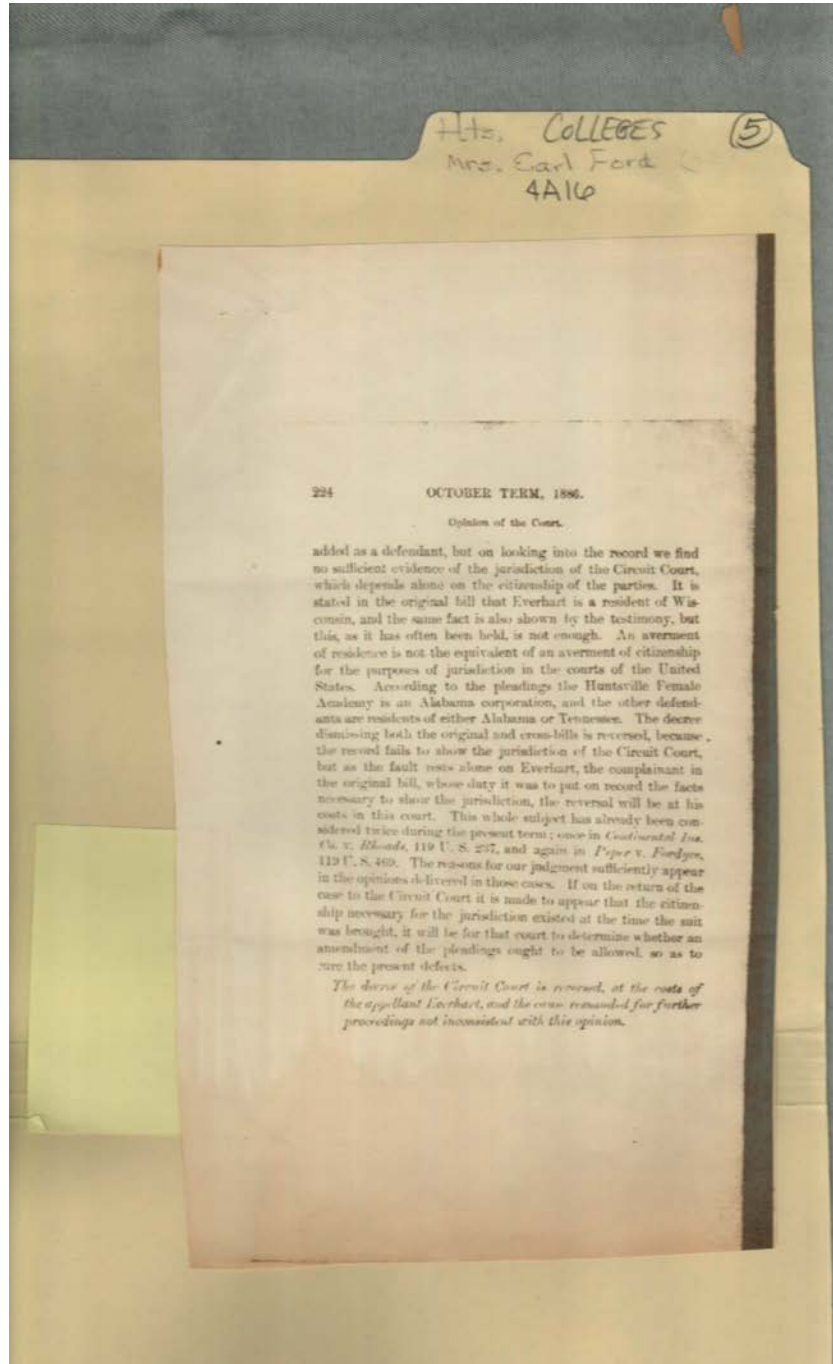 Hts. COLLEGES 5
Mrs. Earl Ford
4A16
224 OCTOBER TERM, 1886.
Opinion of the Court.
added as a defendant, but on looking into the record we find
no sufficient evidence of the jurisdiction of the Circuit Court,
which depends alone on the citizenship of the parties. It is
stated in the original bill that Everhart is a resident of Wis-
consin, and the same fact is also shown by the testimony, but
this, as it has often been held, is not enough. An averment
of residence is not the equivalent of an averment of citizenship
for the purposes of jurisdiction in the courts of the United
States. According to the pleadings the Huntsville Female
Academy is an Alabama corporation, and the other defend-
ants are residents of either Alabama or Tennessee. The decree
dismissing both the original and cross-bills is reversed, because
the record fails to show the jurisdiction of the Circuit Court,
but as the fault rests alone on Everhart, the complainant in
the original bill, whose duty it was to put on record the facts
necessary to show the jurisdiction, the reversal will be at his
costs in this court. This whole subject has already been con-
sidered twice during the present term; once in Continental Ins.
Co. v. Rhoads, 119 U. S. 237, and again in Peper v. Fordyce,
119 U. S. 469. The reasons for our judgment sufficiently appear
in the opinions delivered in those cases. If on the return of the
case to the Circuit Court it is made to appear that the citizen-
ship necessary for the jurisdiction existed at the time the suit
was brought, it will be for that court to determine whether an
amendment of the pleadings ought to be allowed, so as to
cure the present defects.
The decree of the Circuit Court is reversed, at the costs of
the appellant Everhart, and the cause remanded for further
proceedings not inconsistent with this opinion.